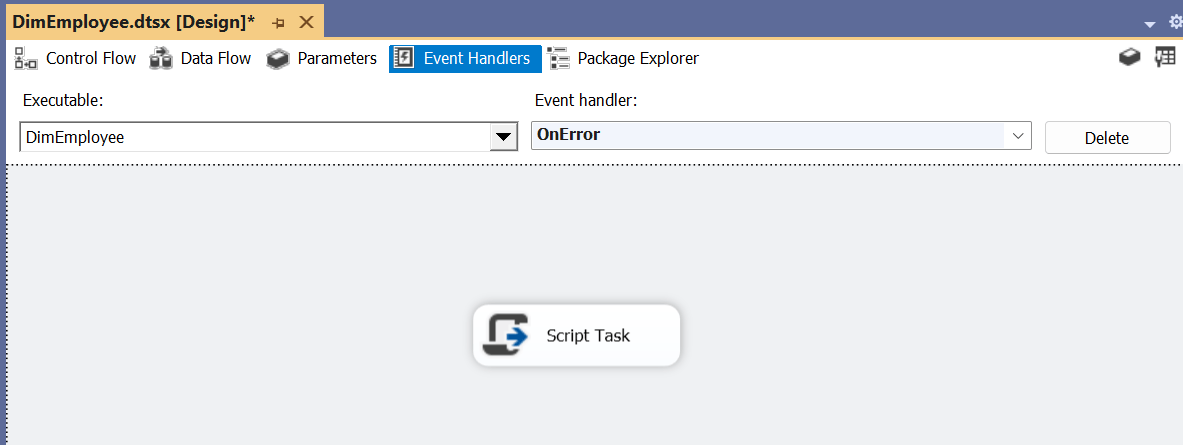 DimEmployee.dtsx [Design]*
Control Flow Data Flow Parameters Event Handlers Package Explorer
Executable: Event handler:
DimEmployee OnError Delete
Script Task